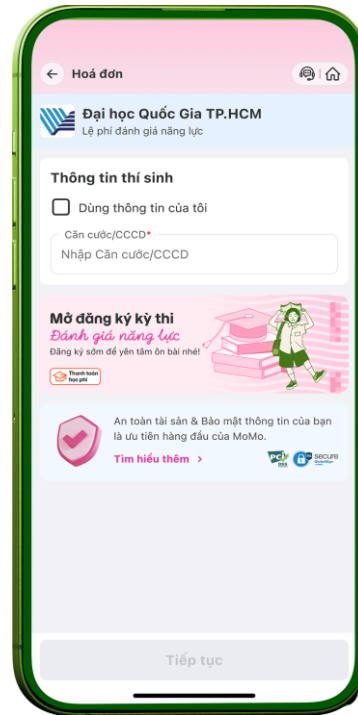 Hoá đơn
Đại học Quốc Gia TP.HCM
Lệ phí đánh giá năng lực
Thông tin thí sinh
Dùng thông tin của tôi
Căn cước/CCCD*
Nhập Căn cước/CCCD
Mở đăng ký kỳ thi
Đánh giá năng lực
Đăng ký sớm để yên tâm ôn bài nhé!
Thanh toán
học phí
An toàn tài sản & Bảo mật thông tin của bạn
là ưu tiên hàng đầu của MoMo.
Tìm hiểu thêm >
PCI
DSS
SECURE
GlobalSign
Tiếp tục